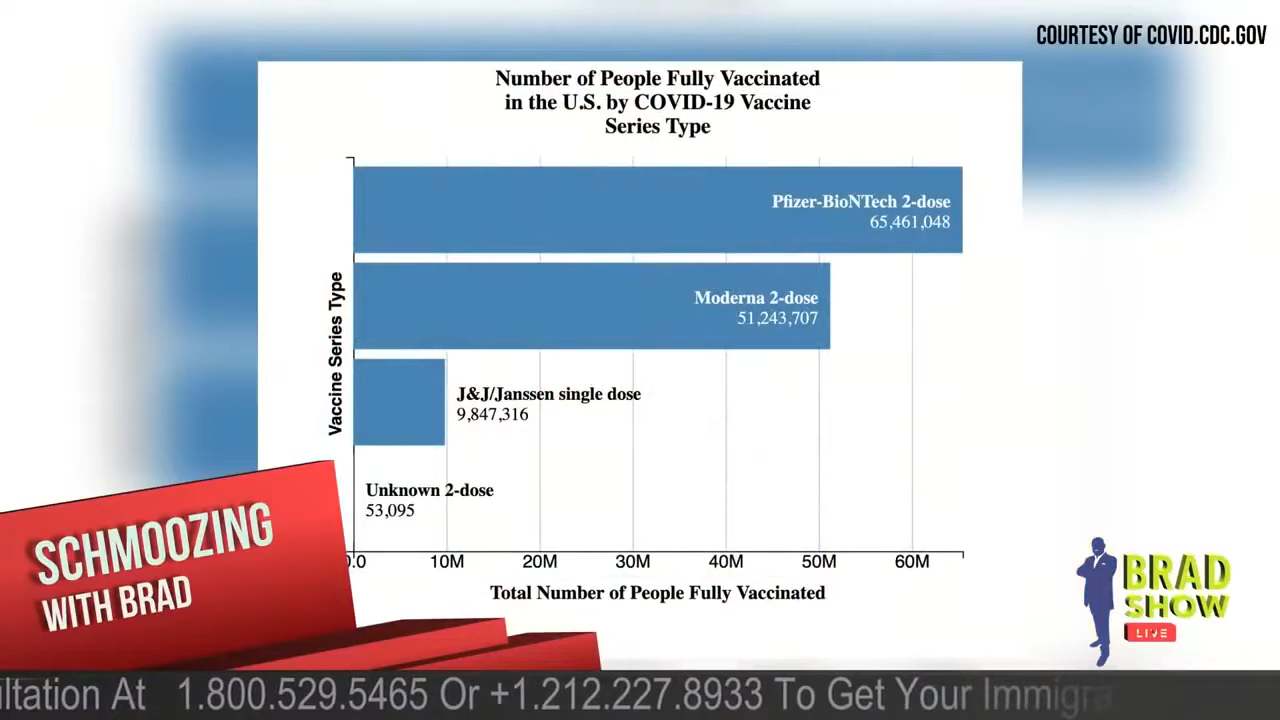 COURTESY OF COVID.CDC.GOV
Number of People Fully Vaccinated
in the U.S. by COVID-19 Vaccine
Series Type
Vaccine Series Type
Pfizer-BioNTech 2-dose
65,461,048
Moderna 2-dose
51,243,707
J&J/Janssen single dose
9,847,316
Unknown 2-dose
53,095
10M 20M 30M 40M 50M 60M
Total Number of People Fully Vaccinated
SCHMOOZING
WITH BRAD
BRAD
SHOW
LIVE
At 1.800.529.5465 Or +1.212.227.8933 To Get Your